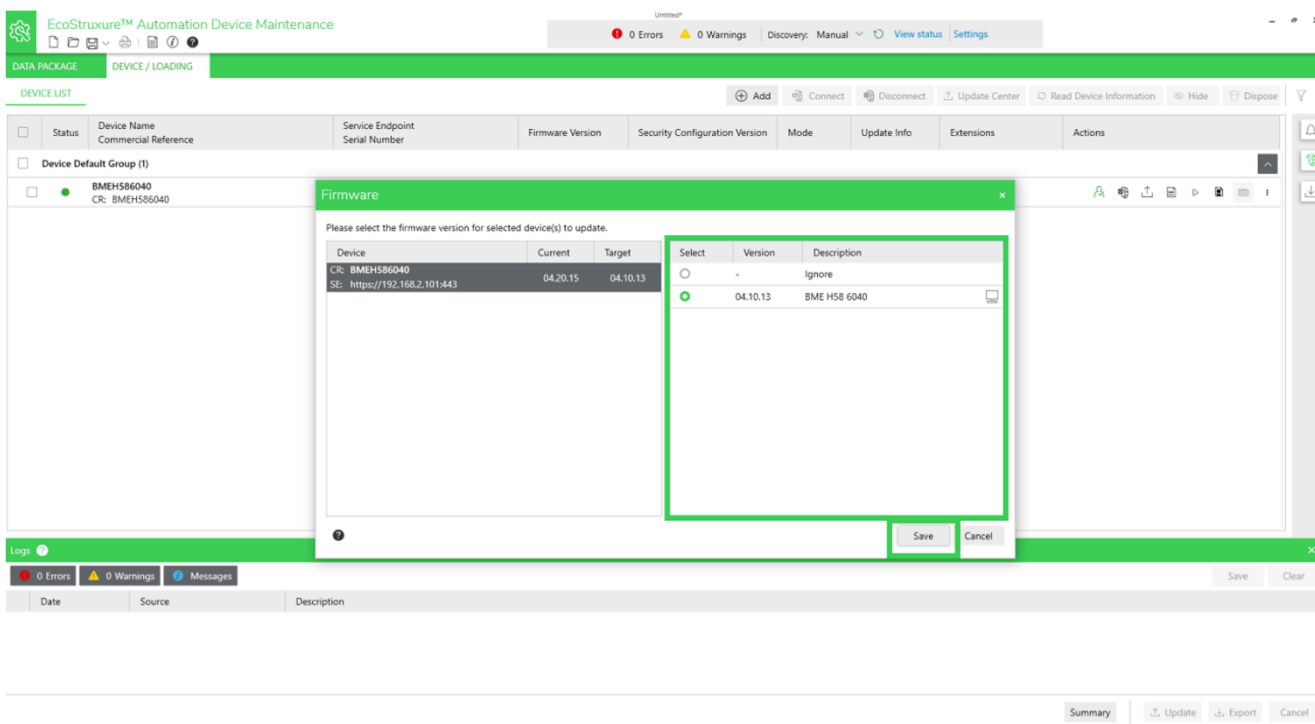 Untitled*
EcoStruxure™ Automation Device Maintenance
0 Errors 0 Warnings Discovery: Manual View status Settings
DATA PACKAGE DEVICE / LOADING
DEVICE LIST
Add Connect Disconnect Update Center Read Device Information Hide Dispose
Status Device Name Service Endpoint Firmware Version Security Configuration Version Mode Update Info Extensions Actions
Commercial Reference Serial Number
Device Default Group (1)
BMEH586040
CR: BMEH586040
Firmware
Please select the firmware version for selected device(s) to update.
Device Current Target Select Version Description
CR: BMEH586040 04.20.15 04.10.13
SE: https://192.168.2.101:443
- Ignore
04.10.13 BME H58 6040
Save Cancel
Logs
0 Errors 0 Warnings Messages Save Clear
Date Source Description
Summary Update Export Cancel